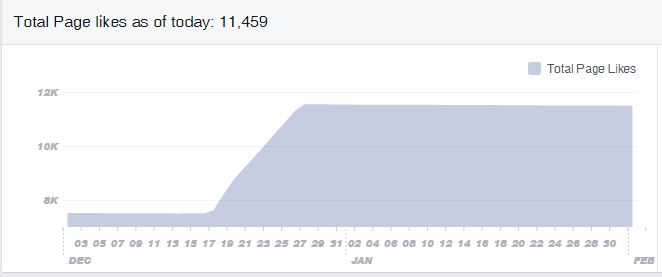 Total Page likes as of today: 11,459
Total Page Likes
12K
10K
8K
03 05 07 09 11 13 15 17 19 21 23 25 27 29 31 02 04 06 08 10 12 14 16 18 20 22 24 26 28 30
DEC JAN FEB